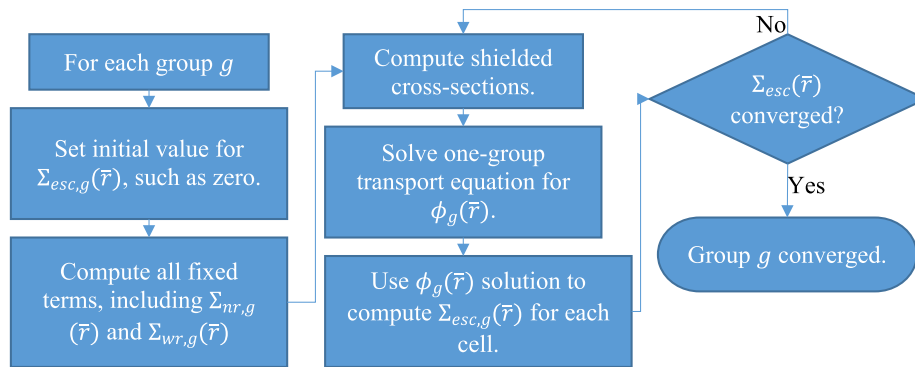 For each group g
Set initial value for
Σesc,g(r̄), such as zero.
Compute all fixed
terms, including Σnr,g
(r̄) and Σwr,g(r̄)
Compute shielded
cross-sections.
Solve one-group
transport equation for
ϕg(r̄).
Use ϕg(r̄) solution to
compute Σesc,g(r̄) for each
cell.
No
Σesc(r̄)
converged?
Yes
Group g converged.